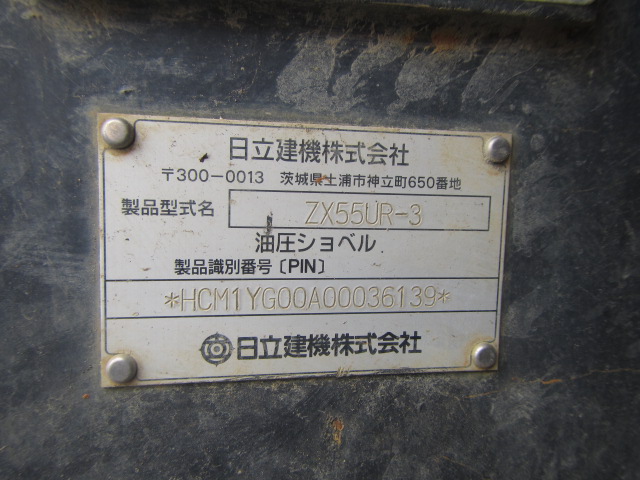 日立建機株式会社
〒300-0013 茨城県土浦市神立町650番地
製品型式名 ZX55UR-3
油圧ショベル
製品識別番号〔PIN〕
*HCM1YG00A00036139*
日立建機株式会社